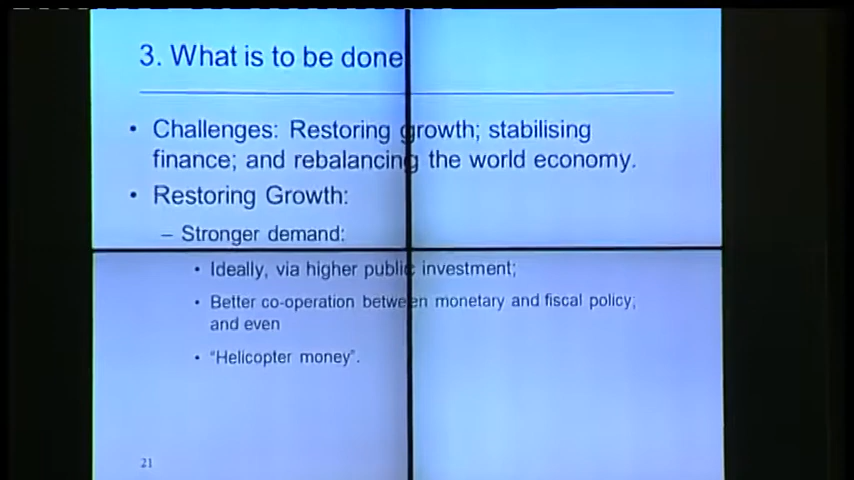 3. What is to be done
• Challenges: Restoring growth; stabilising
finance; and rebalancing the world economy.
• Restoring Growth:
– Stronger demand:
• Ideally, via higher public investment;
• Better co-operation between monetary and fiscal policy;
and even
• "Helicopter money".
21